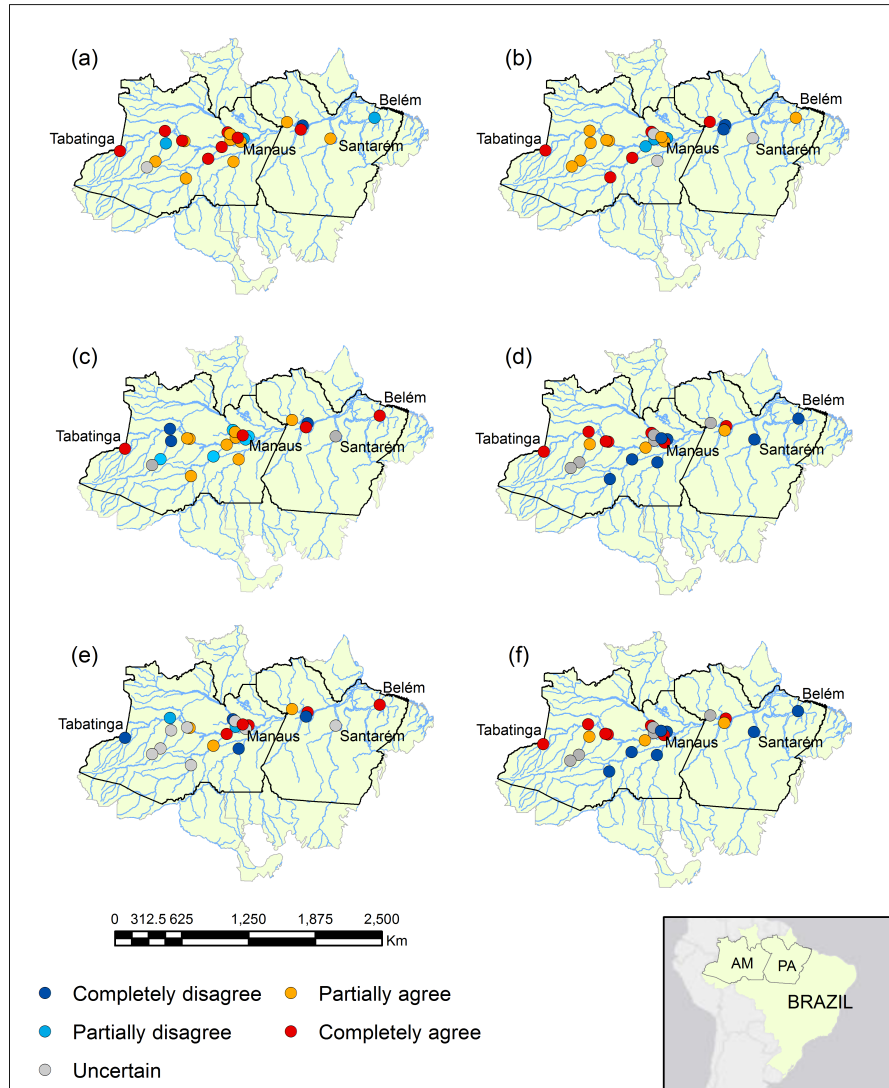 (a)
(b)
Belém
Belém
Tabatinga
Manaus
Santarém
Tabatinga
Manaus
Santarém
(c)
(d)
Belém
Belém
Tabatinga
Manaus
Santarém
Tabatinga
Manaus
Santarém
(e)
(f)
Belém
Belém
Tabatinga
Manaus
Santarém
Tabatinga
Manaus
Santarém
0 312.5 625 1,250 1,875 2,500
Km
Completely disagree
Partially agree
Partially disagree
Completely agree
Uncertain
AM
PA
BRAZIL